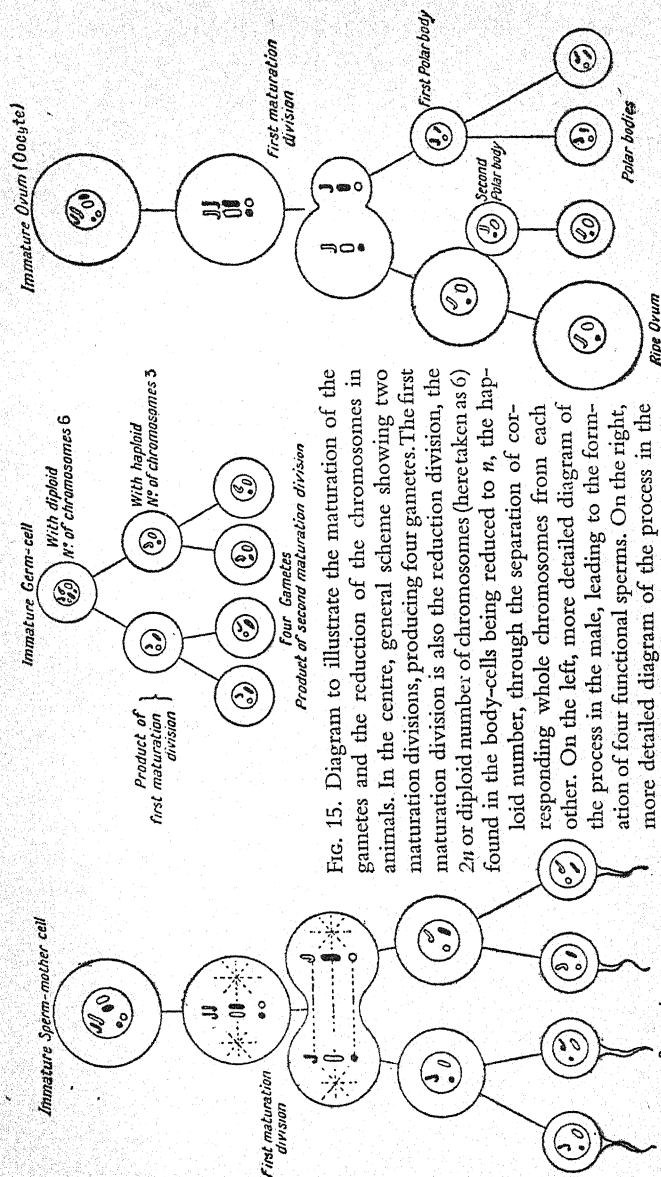 Immature Sperm-mother cell
First maturation
division
Immature Germ-cell
With diploid
Nº of chromosomes 6
Product of
first maturation
division
With haploid
Nº of chromosomes 3
Four Gametes
Product of second maturation division
Immature Ovum (Oocyte)
First maturation
division
First Polar body
Second
Polar body
Polar bodies
Ripe Ovum
FIG. 15. Diagram to illustrate the maturation of the
gametes and the reduction of the chromosomes in
animals. In the centre, general scheme showing two
maturation divisions, producing four gametes. The first
maturation division is also the reduction division, the
2n or diploid number of chromosomes (here taken as 6)
found in the body-cells being reduced to n, the hap-
loid number, through the separation of cor-
responding whole chromosomes from each
other. On the left, more detailed diagram of
the process in the male, leading to the form-
ation of four functional sperms. On the right,
more detailed diagram of the process in the